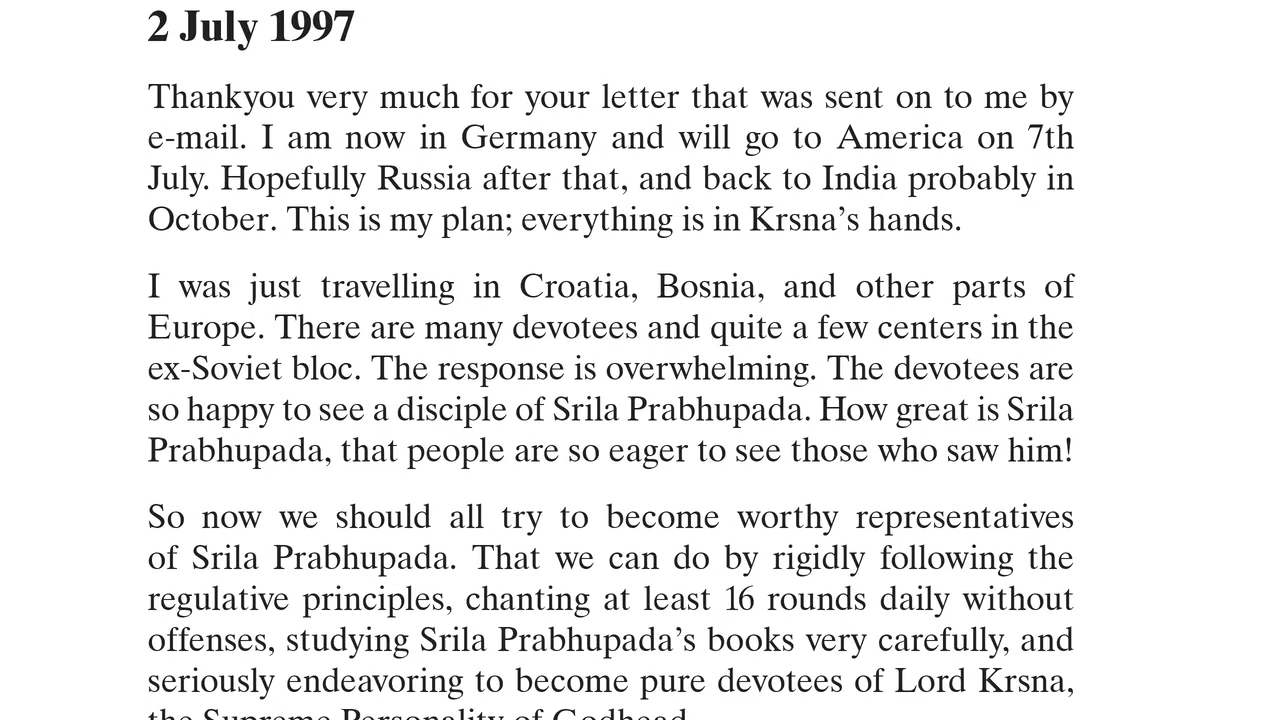 2 July 1997
Thankyou very much for your letter that was sent on to me by
e-mail. I am now in Germany and will go to America on 7th
July. Hopefully Russia after that, and back to India probably in
October. This is my plan; everything is in Krsna’s hands.
I was just travelling in Croatia, Bosnia, and other parts of
Europe. There are many devotees and quite a few centers in the
ex-Soviet bloc. The response is overwhelming. The devotees are
so happy to see a disciple of Srila Prabhupada. How great is Srila
Prabhupada, that people are so eager to see those who saw him!
So now we should all try to become worthy representatives
of Srila Prabhupada. That we can do by rigidly following the
regulative principles, chanting at least 16 rounds daily without
offenses, studying Srila Prabhupada’s books very carefully, and
seriously endeavoring to become pure devotees of Lord Krsna,
the Supreme Personality of Godhead.